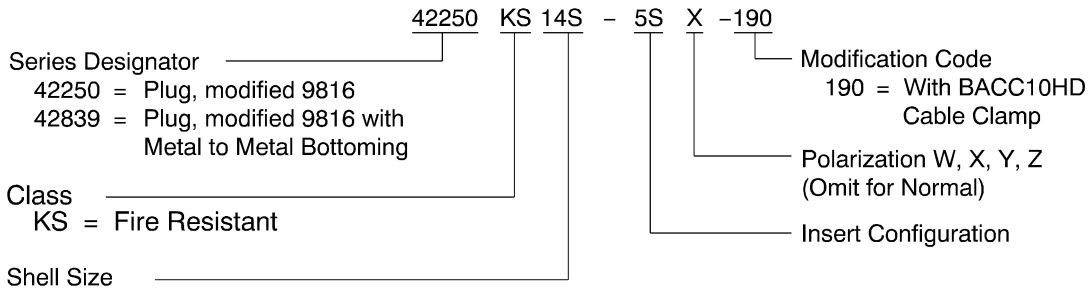 42250 KS 14S - 5S X -190
Series Designator
42250 = Plug, modified 9816
42839 = Plug, modified 9816 with
Metal to Metal Bottoming
Class
KS = Fire Resistant
Shell Size
Modification Code
190 = With BACC10HD
Cable Clamp
Polarization W, X, Y, Z
(Omit for Normal)
Insert Configuration